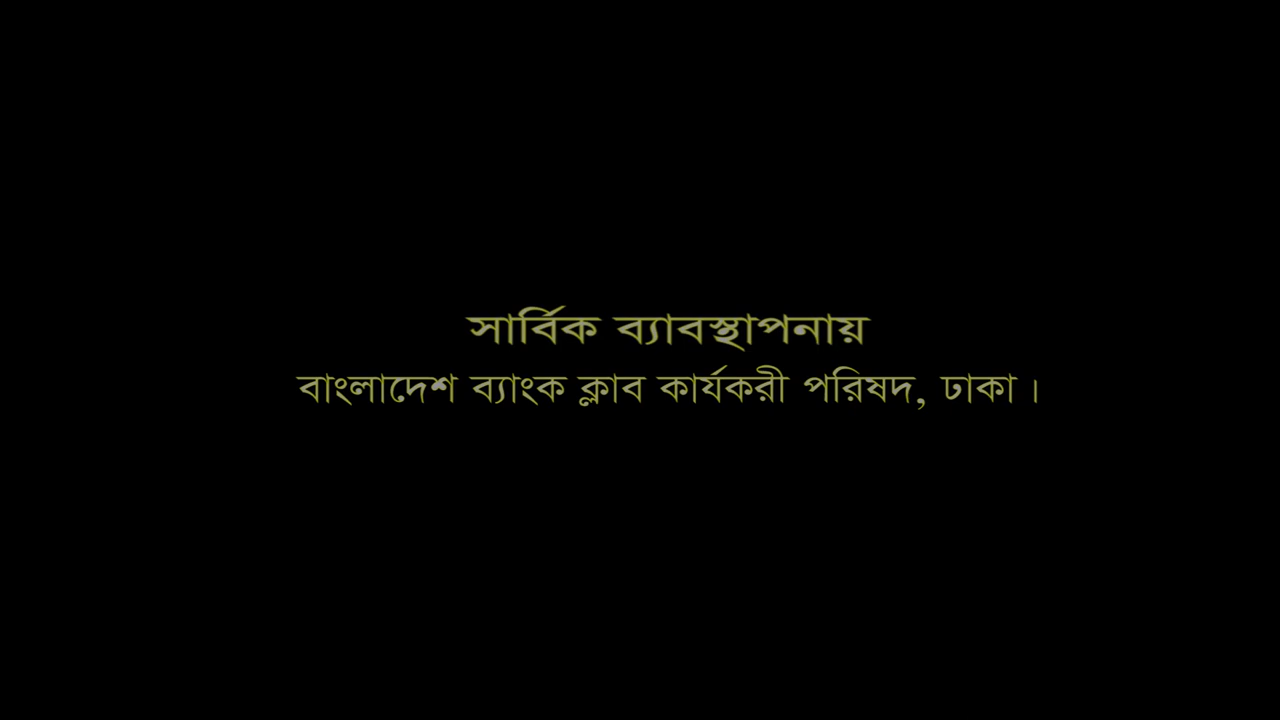 সার্বিক ব্যাবস্থাপনায়
বাংলাদেশ ব্যাংক ক্লাব কার্যকরী পরিষদ, ঢাকা।